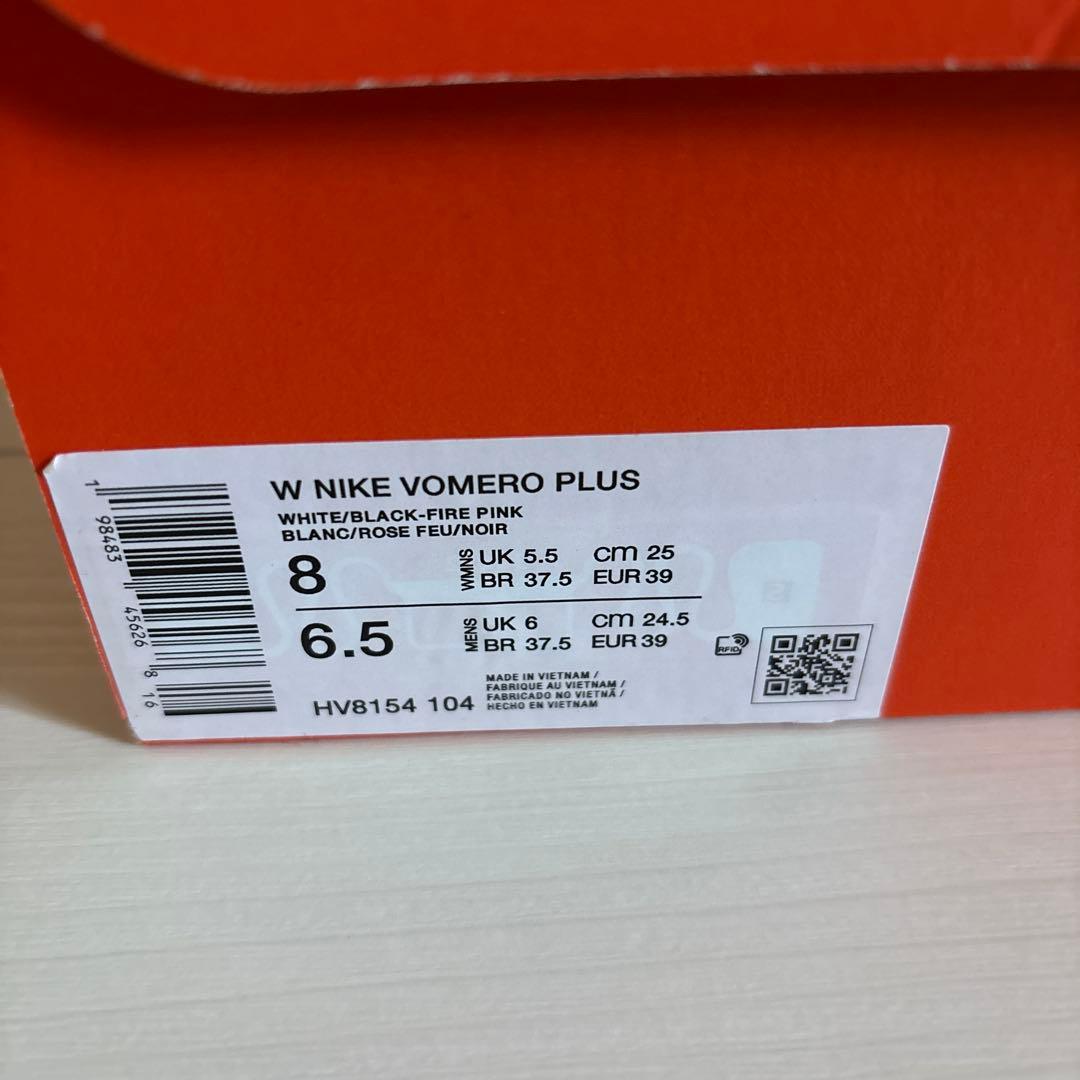 W NIKE VOMERO PLUS
WHITE/BLACK-FIRE PINK
BLANC/ROSE FEU/NOIR
8 WMNS UK 5.5 cm 25
BR 37.5 EUR 39
6.5 MENS UK 6 cm 24.5
BR 37.5 EUR 39
RFID
HV8154 104
MADE IN VIETNAM /
FABRIQUE AU VIETNAM /
FABRICADO NO VIETNÃ /
HECHO EN VIETNAM
1 98483 45626 8 16